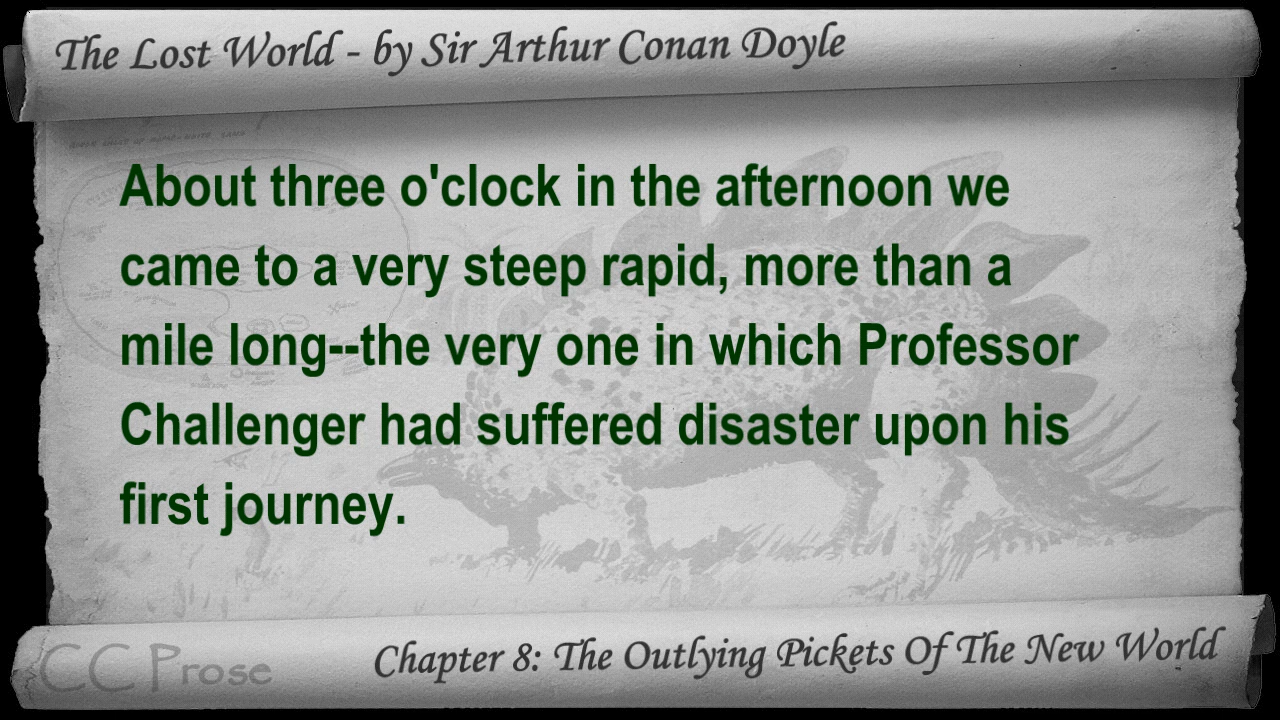 The Lost World - by Sir Arthur Conan Doyle
About three o'clock in the afternoon we
came to a very steep rapid, more than a
mile long--the very one in which Professor
Challenger had suffered disaster upon his
first journey.
CC Prose
Chapter 8: The Outlying Pickets Of The New World